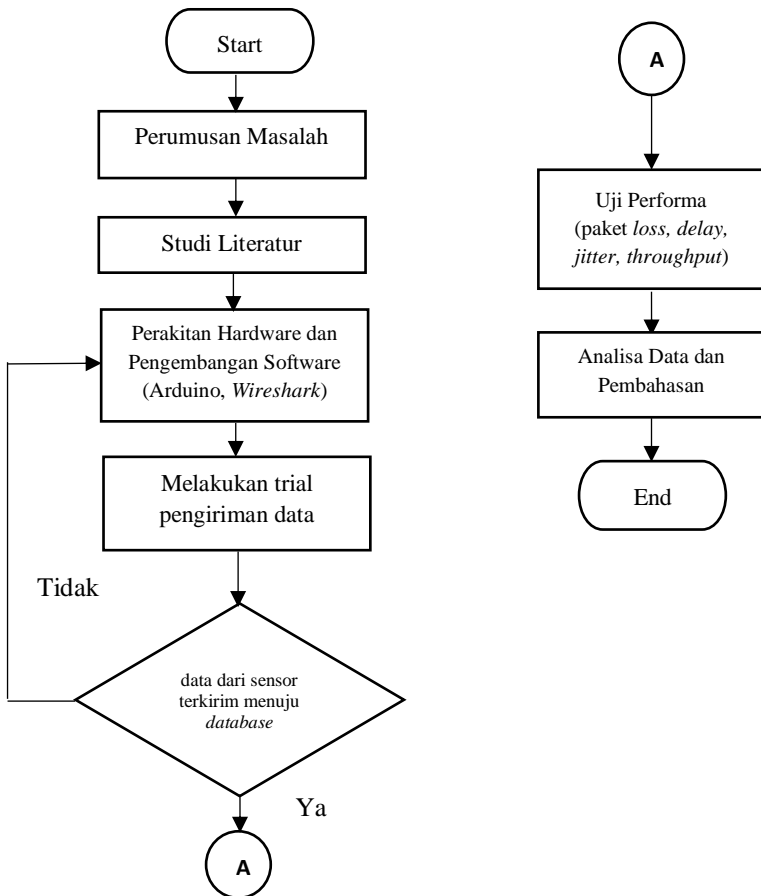 Start
Perumusan Masalah
Studi Literatur
Perakitan Hardware dan
Pengembangan Software
(Arduino, Wireshark)
Melakukan trial
pengiriman data
Tidak
data dari sensor
terkirim menuju
database
Ya
A
A
Uji Performa
(paket loss, delay,
jitter, throughput)
Analisa Data dan
Pembahasan
End